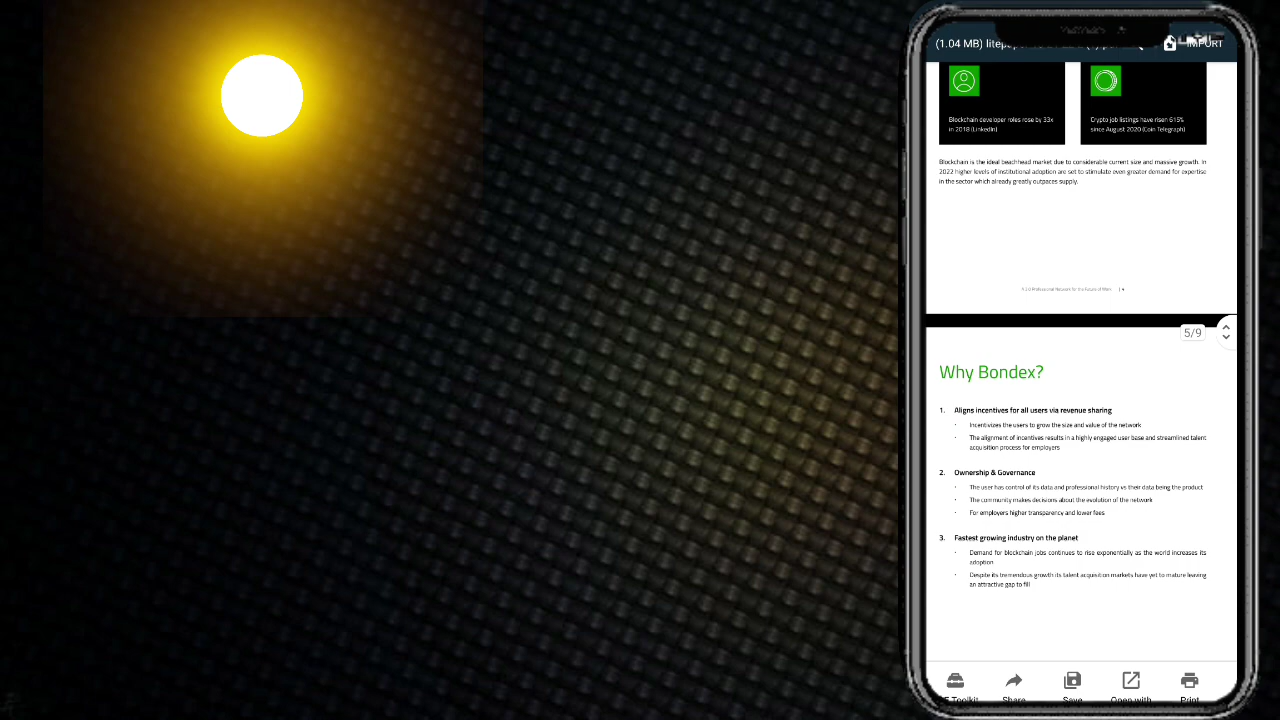 (1.04 MB)
IMPORT
Blockchain developer roles rose by 33x
in 2018 (LinkedIn)
Crypto job listings have risen 615%
since August 2020 (Coin Telegraph)
Blockchain is the ideal beachhead market due to considerable current size and massive growth. In
2022 higher levels of institutional adoption are set to stimulate even greater demand for expertise
in the sector which already greatly outpaces supply.
Professional Network for the Future of Work
5/9
Why Bondex?
1. Aligns incentives for all users via revenue sharing
· Incentivizes the users to grow the size and value of the network
· The alignment of incentives results in a highly engaged user base and streamlined talent
acquisition process for employers
2. Ownership & Governance
· The user has control of its data and professional history vs their data being the product
· The community makes decisions about the evolution of the network
· For employers higher transparency and lower fees
3. Fastest growing industry on the planet
· Demand for blockchain jobs continues to rise exponentially as the world increases its
adoption
· Despite its tremendous growth its talent acquisition markets have yet to mature leaving
an attractive gap to fill
Toolkit Share Save Open with Print